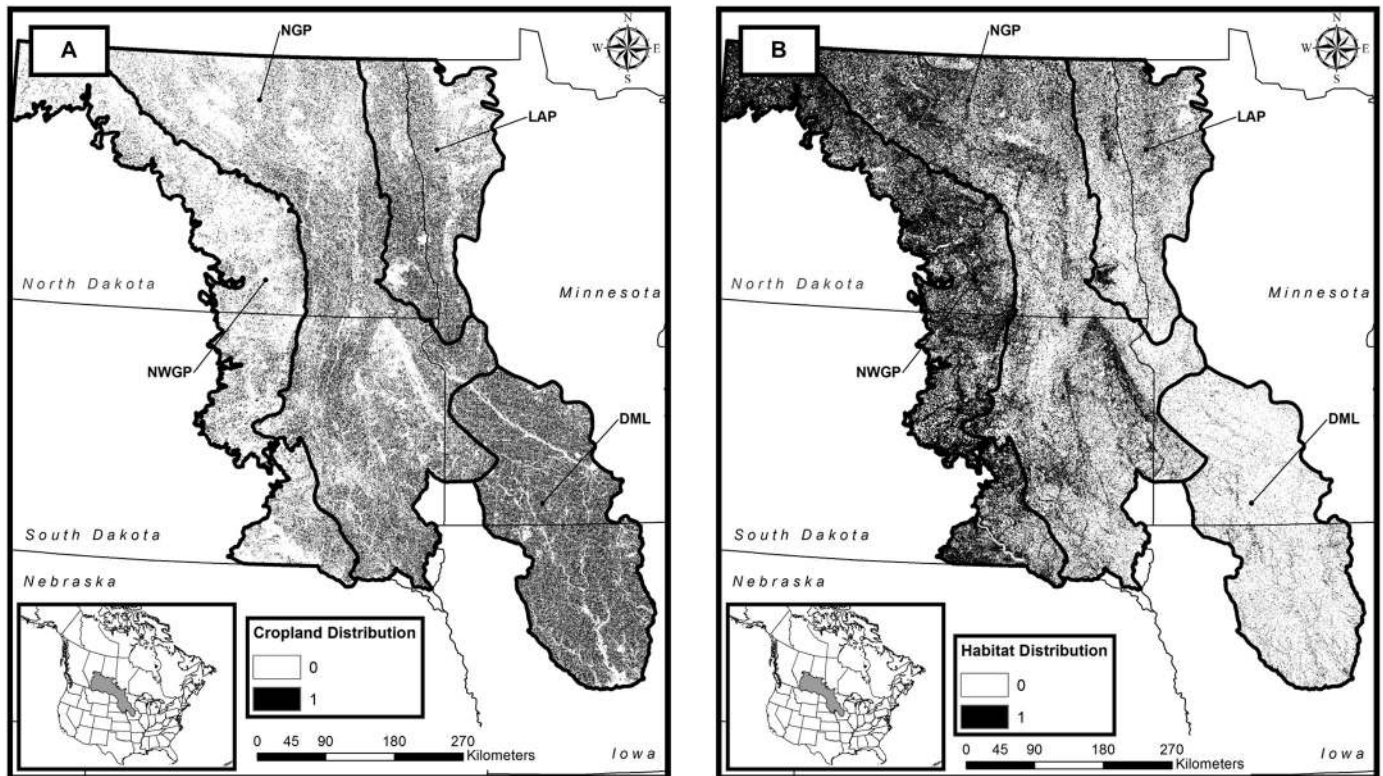 A
NGP
N
W E
S
LAP
North Dakota
Minnesota
NWGP
DML
South Dakota
Nebraska
Cropland Distribution
0
1
0 45 90 180 270
Kilometers
Iowa
B
NGP
N
W E
S
LAP
North Dakota
Minnesota
NWGP
DML
South Dakota
Nebraska
Habitat Distribution
0
1
0 45 90 180 270
Kilometers
Iowa